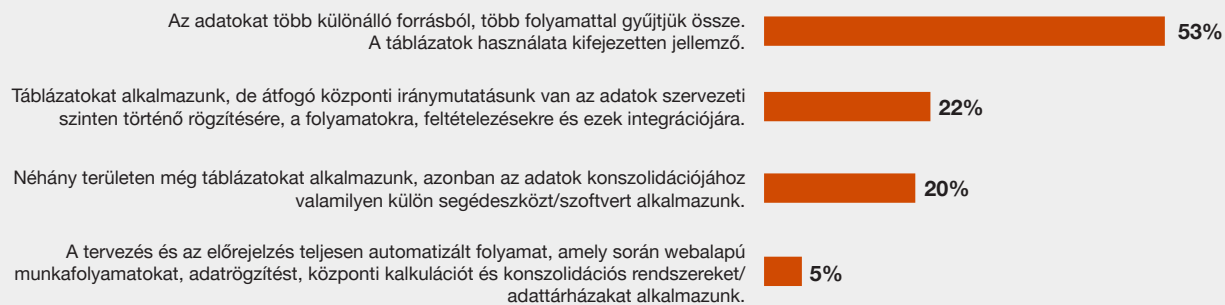 Az adatokat több különálló forrásból, több folyamattal gyűjtjük össze.
A táblázatok használata kifejezetten jellemző.
53%
Táblázatokat alkalmazunk, de átfogó központi iránymutatásunk van az adatok szervezeti
szinten történő rögzítésére, a folyamatokra, feltételezésekre és ezek integrációjára.
22%
Néhány területen még táblázatokat alkalmazunk, azonban az adatok konszolidációjához
valamilyen külön segédeszközt/szoftvert alkalmazunk.
20%
A tervezés és az előrejelzés teljesen automatizált folyamat, amely során webalapú
munkafolyamatokat, adatrögzítést, központi kalkulációt és konszolidációs rendszereket/
adattárházakat alkalmazunk.
5%